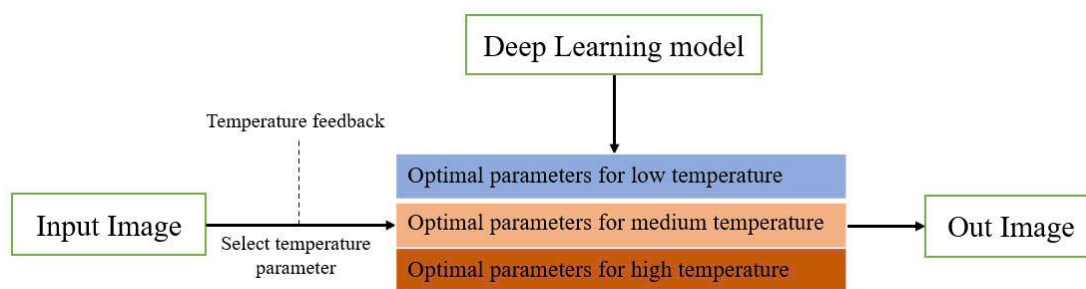 Deep Learning model
Temperature feedback
Optimal parameters for low temperature
Input Image
Optimal parameters for medium temperature
Out Image
Select temperature
parameter
Optimal parameters for high temperature